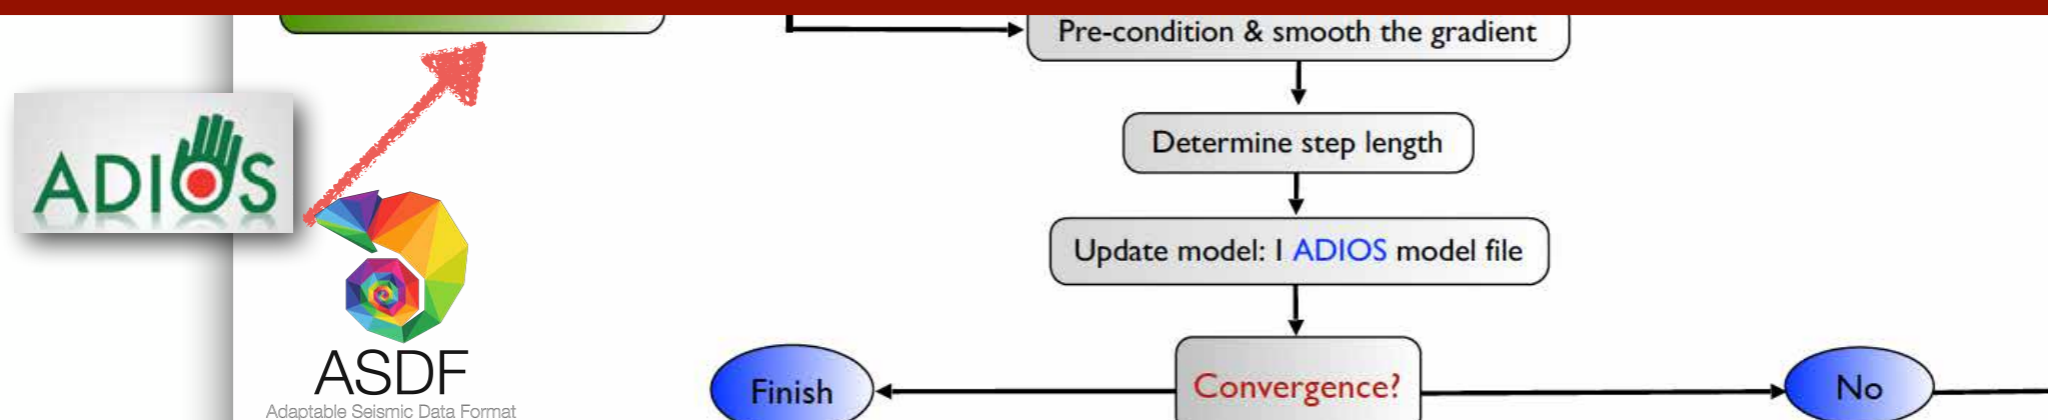 Pre-condition & smooth the gradient
Determine step length
ADIOS
Update model: 1 ADIOS model file
ASDF
Adaptable Seismic Data Format
Finish
Convergence?
No